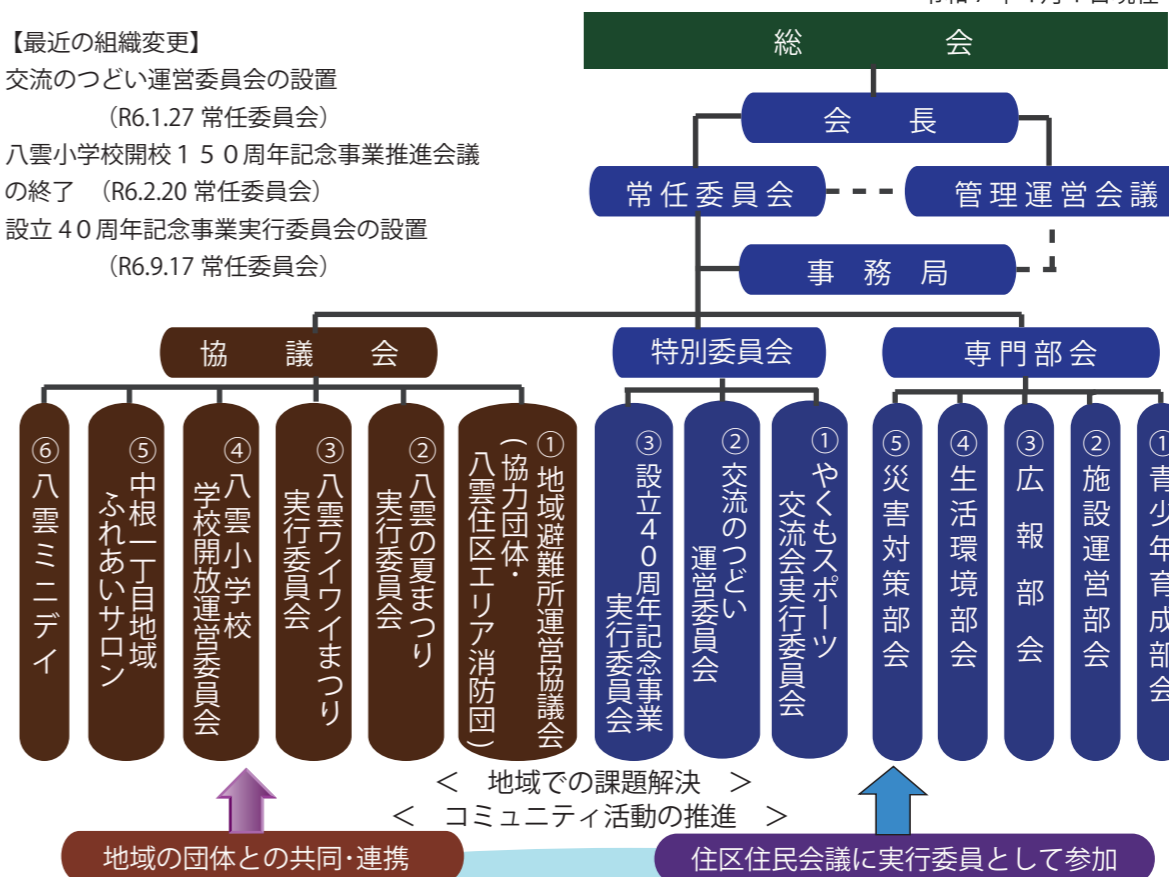 【最近の組織変更】
交流のつどい運営委員会の設置
（R6.1.27 常任委員会）
八雲小学校開校１５０周年記念事業推進会議
の終了 （R6.2.20 常任委員会）
設立４０周年記念事業実行委員会の設置
（R6.9.17 常任委員会）
総会
会長
常任委員会
管理運営会議
事務局
協議会
特別委員会
専門部会
①青少年育成部会
②施設運営部会
③広報部会
④生活環境部会
⑤災害対策部会
①やくもスポーツ
交流会実行委員会
②交流のつどい
運営委員会
③設立４０周年記念事業
実行委員会
①地域避難所運営協議会
(協力団体・
八雲住区エリア消防団)
②八雲の夏まつり
実行委員会
③八雲ワイワイまつり
実行委員会
④八雲小学校
学校開放運営委員会
⑤中根一丁目地域
ふれあいサロン
⑥八雲ミニデイ
＜ 地域での課題解決 ＞
＜ コミュニティ活動の推進 ＞
地域の団体との共同･連携
住区住民会議に実行委員として参加